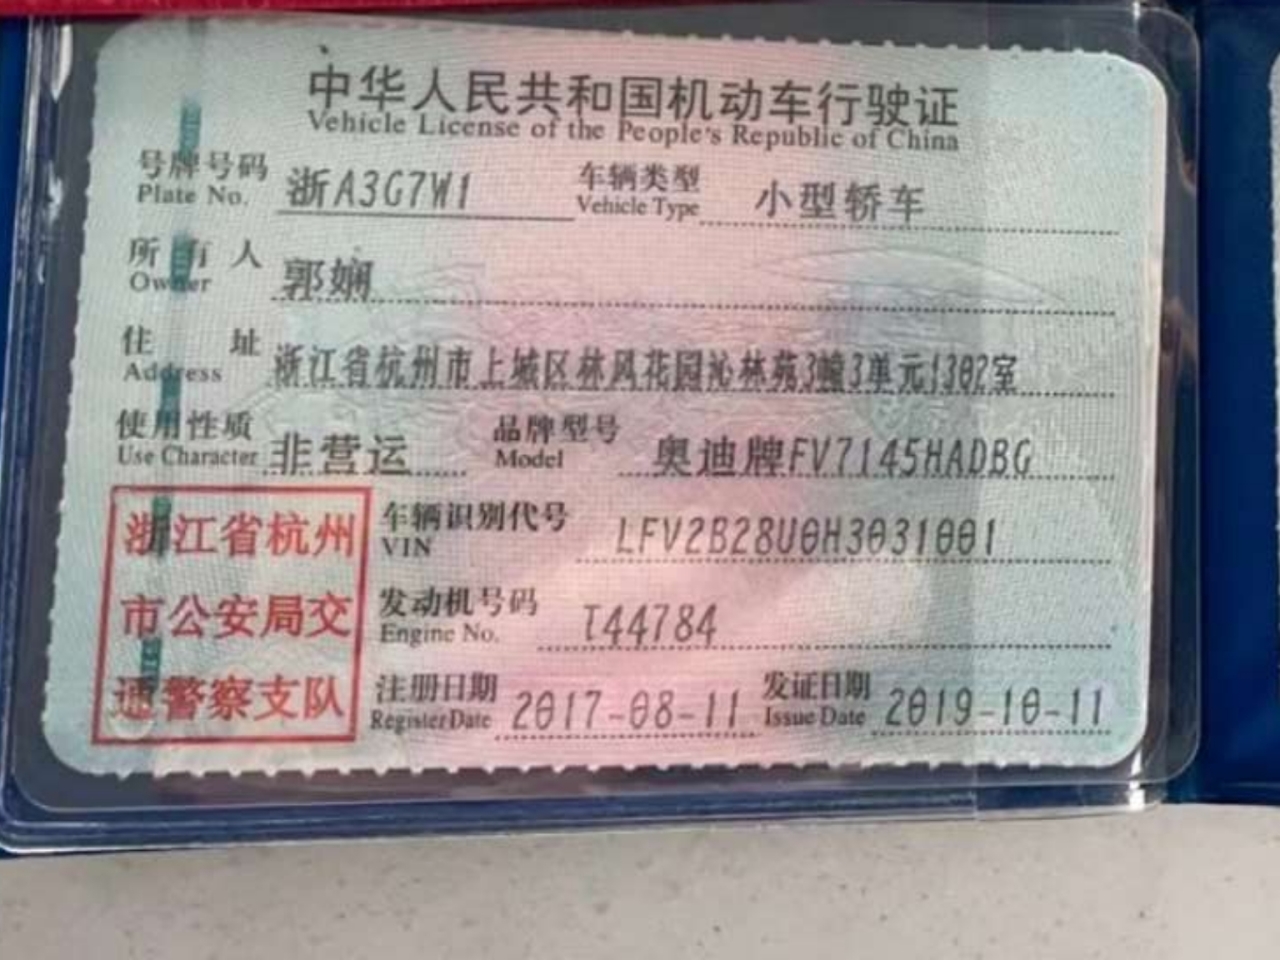 中华人民共和国机动车行驶证
Vehicle License of the People's Republic of China
号牌号码 浙A3G7W1 车辆类型 小型轿车
Plate No. Vehicle Type
所有人 郭娴
Owner
住址 浙江省杭州市上城区林风花园沁林苑3幢3单元1302室
Address
使用性质 非营运 品牌型号 奥迪牌FV7145HADBG
Use Character Model
浙江省杭州
市公安局交
通警察支队
车辆识别代号 LFV2B28U0H3031001
VIN
发动机号码 T44784
Engine No.
注册日期 2017-08-11 发证日期 2019-10-11
Register Date Issue Date